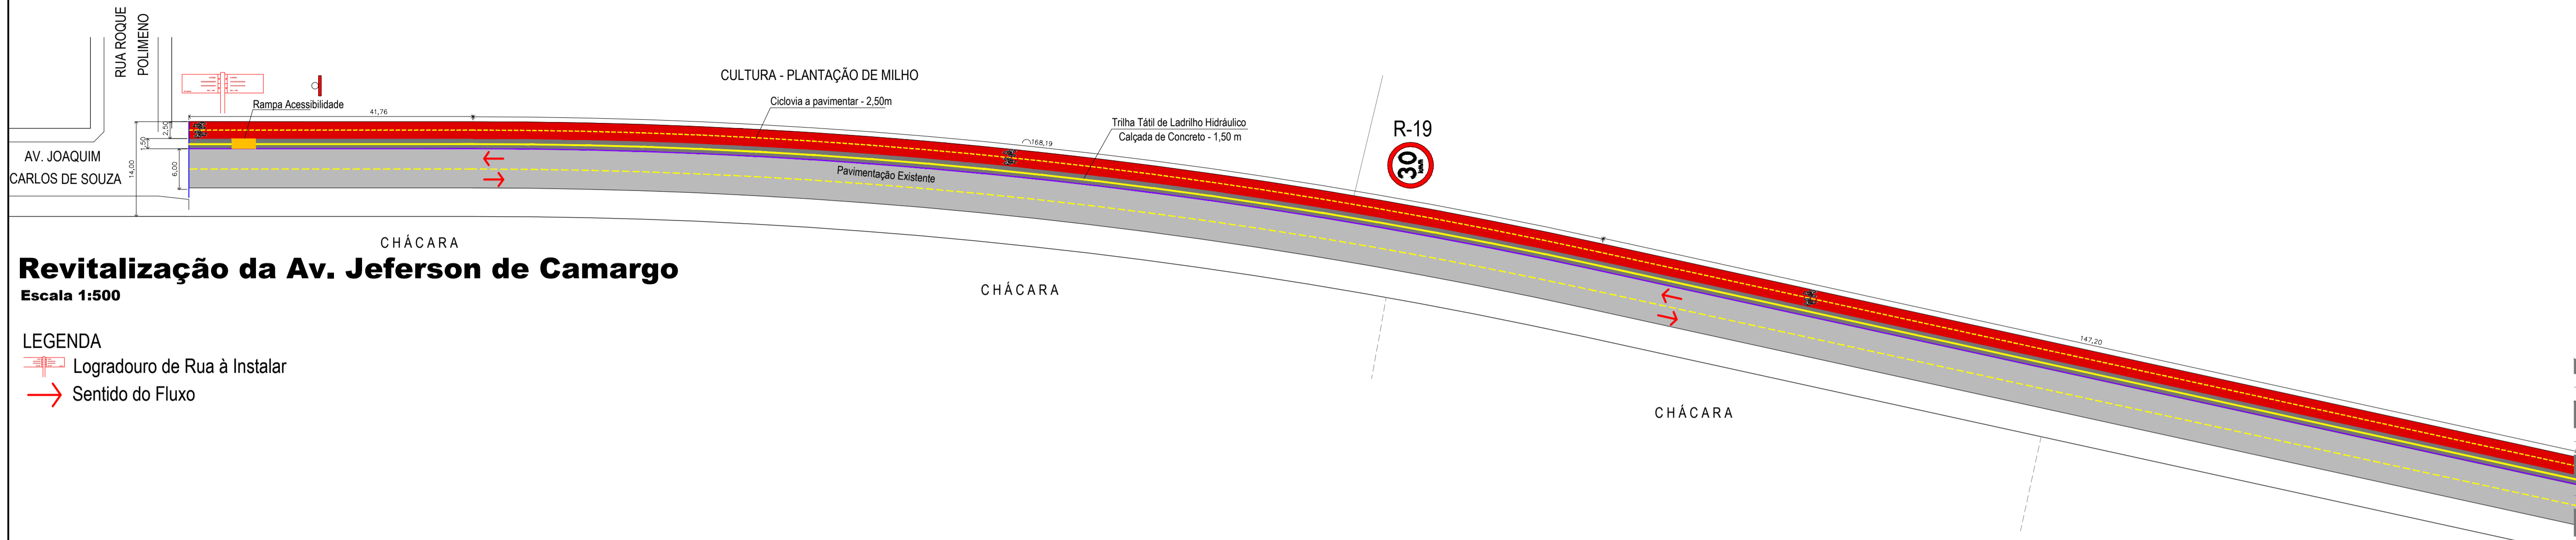 RUA ROQUE
POLIMENO
CULTURA - PLANTAÇÃO DE MILHO
Rampa Acessibilidade
Ciclovia a pavimentar - 2,50m
41,76
Trilha Tátil de Ladrilho Hidráulico
Calçada de Concreto - 1,50 m
R-19
30
km/h
168,19
2,50
1,50
14,00
6,00
AV. JOAQUIM
CARLOS DE SOUZA
Pavimentação Existente
CHÁCARA
Revitalização da Av. Jeferson de Camargo
Escala 1:500
CHÁCARA
147,20
LEGENDA
Logradouro de Rua à Instalar
Sentido do Fluxo
CHÁCARA